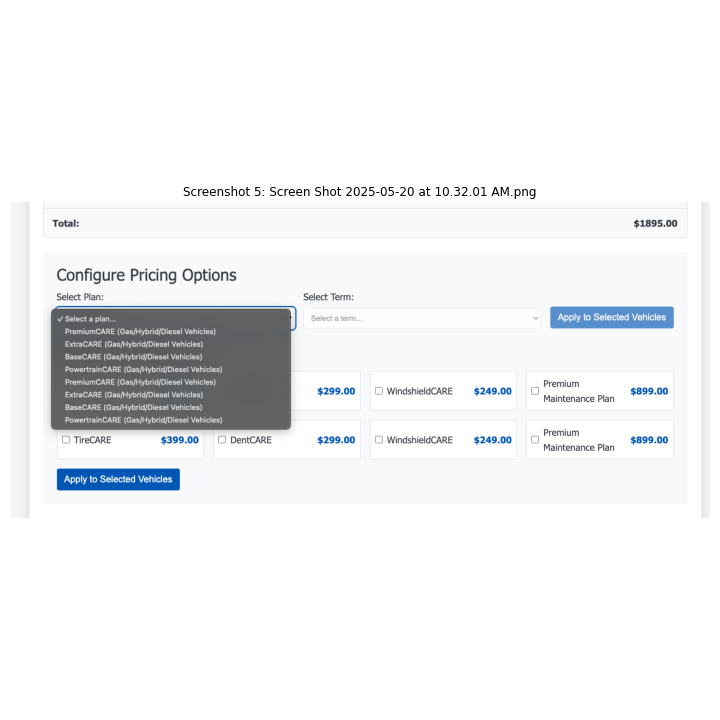 Screenshot 5: Screen Shot 2025-05-20 at 10.32.01 AM.png
Total: $1895.00
Configure Pricing Options
Select Plan: Select Term:
✓ Select a plan...
Select a term...
Apply to Selected Vehicles
PremiumCARE (Gas/Hybrid/Diesel Vehicles)
ExtraCARE (Gas/Hybrid/Diesel Vehicles)
BaseCARE (Gas/Hybrid/Diesel Vehicles)
PowertrainCARE (Gas/Hybrid/Diesel Vehicles)
PremiumCARE (Gas/Hybrid/Diesel Vehicles)
ExtraCARE (Gas/Hybrid/Diesel Vehicles)
BaseCARE (Gas/Hybrid/Diesel Vehicles)
PowertrainCARE (Gas/Hybrid/Diesel Vehicles)
$299.00
WindshieldCARE $249.00
Premium
Maintenance Plan $899.00
TireCARE $399.00
DentCARE $299.00
WindshieldCARE $249.00
Premium
Maintenance Plan $899.00
Apply to Selected Vehicles